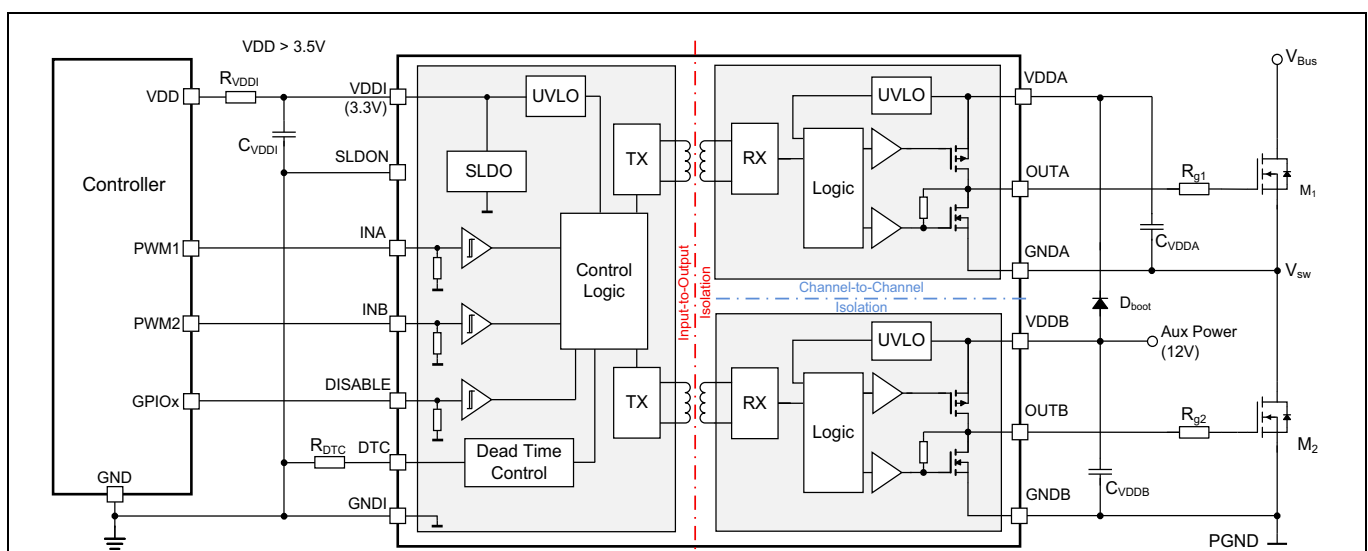 VDD > 3.5V
Controller
VDD
PWM1
PWM2
GPIOx
GND
RVDDI
CVDDI
RDTC
VDDI
(3.3V)
SLDON
INA
INB
DISABLE
DTC
GNDI
UVLO
SLDO
TX
Control
Logic
TX
Dead Time
Control
Input-to-Output
Isolation
Channel-to-Channel
Isolation
UVLO
RX
Logic
UVLO
RX
Logic
VDDA
OUTA
GNDA
VDDB
OUTB
GNDB
VBus
Rg1
M1
CVDDA
Vsw
Dboot
Aux Power
(12V)
Rg2
M2
CVDDB
PGND